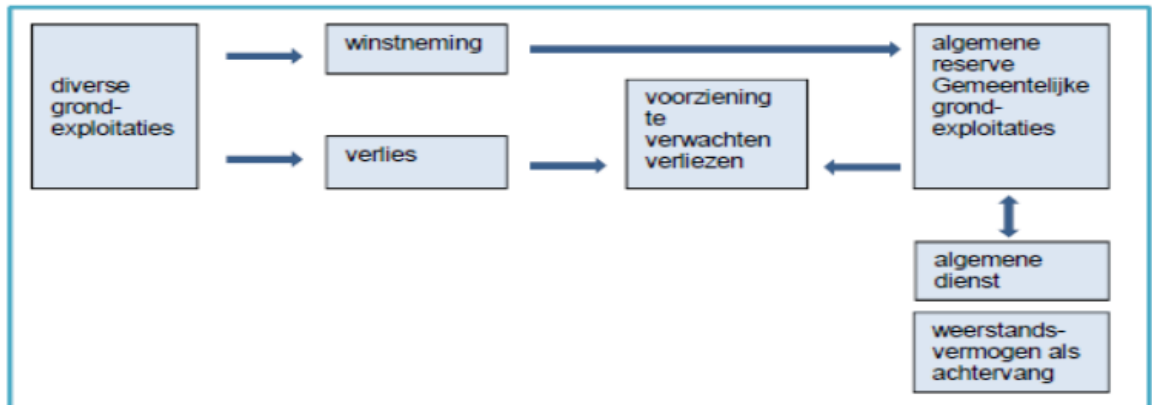 diverse
grond-
exploitaties
winstneming
verlies
voorziening
te
verwachten
verliezen
algemene
reserve
Gemeentelijke
grond-
exploitaties
algemene
dienst
weerstands-
vermogen als
achtervang